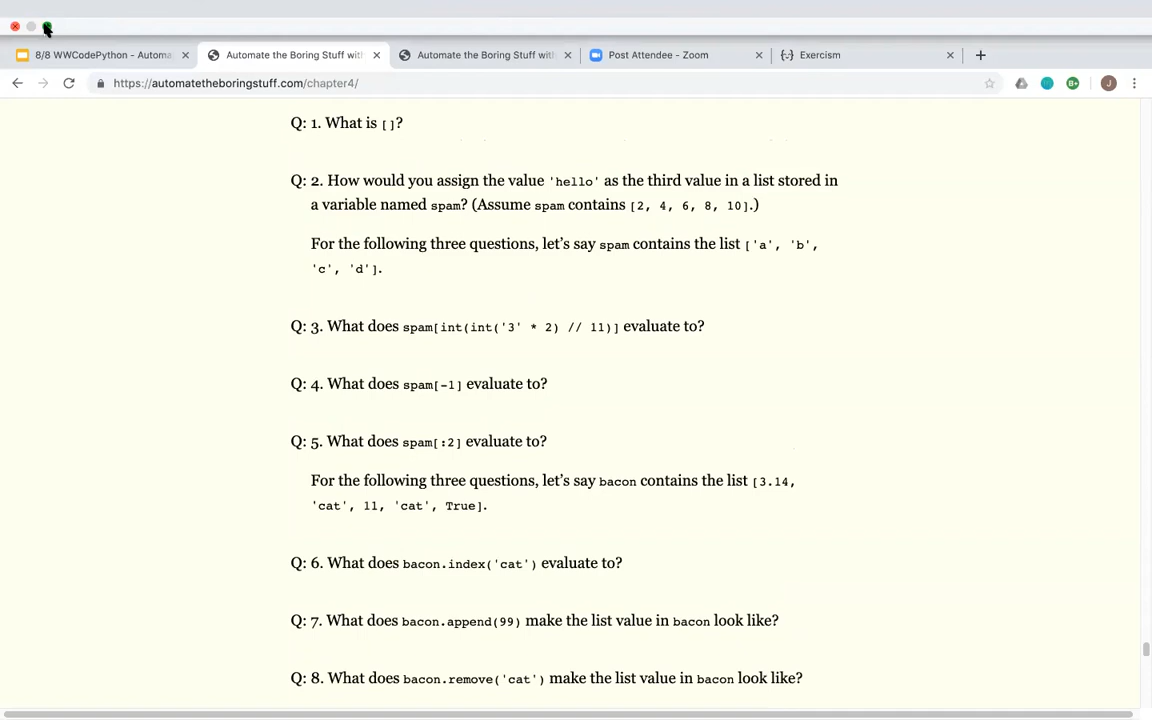 8/8 WWCodePython - Automa
Automate the Boring Stuff wit
Automate the Boring Stuff wit
Post Attendee - Zoom
{-} Exercism
https://automatetheboringstuff.com/chapter4/
B+
J
Q: 1. What is []?
Q: 2. How would you assign the value 'hello' as the third value in a list stored in
a variable named spam? (Assume spam contains [2, 4, 6, 8, 10].)
For the following three questions, let’s say spam contains the list ['a', 'b',
'c', 'd'].
Q: 3. What does spam[int(int('3' * 2) // 11)] evaluate to?
Q: 4. What does spam[-1] evaluate to?
Q: 5. What does spam[:2] evaluate to?
For the following three questions, let’s say bacon contains the list [3.14,
'cat', 11, 'cat', True].
Q: 6. What does bacon.index('cat') evaluate to?
Q: 7. What does bacon.append(99) make the list value in bacon look like?
Q: 8. What does bacon.remove('cat') make the list value in bacon look like?